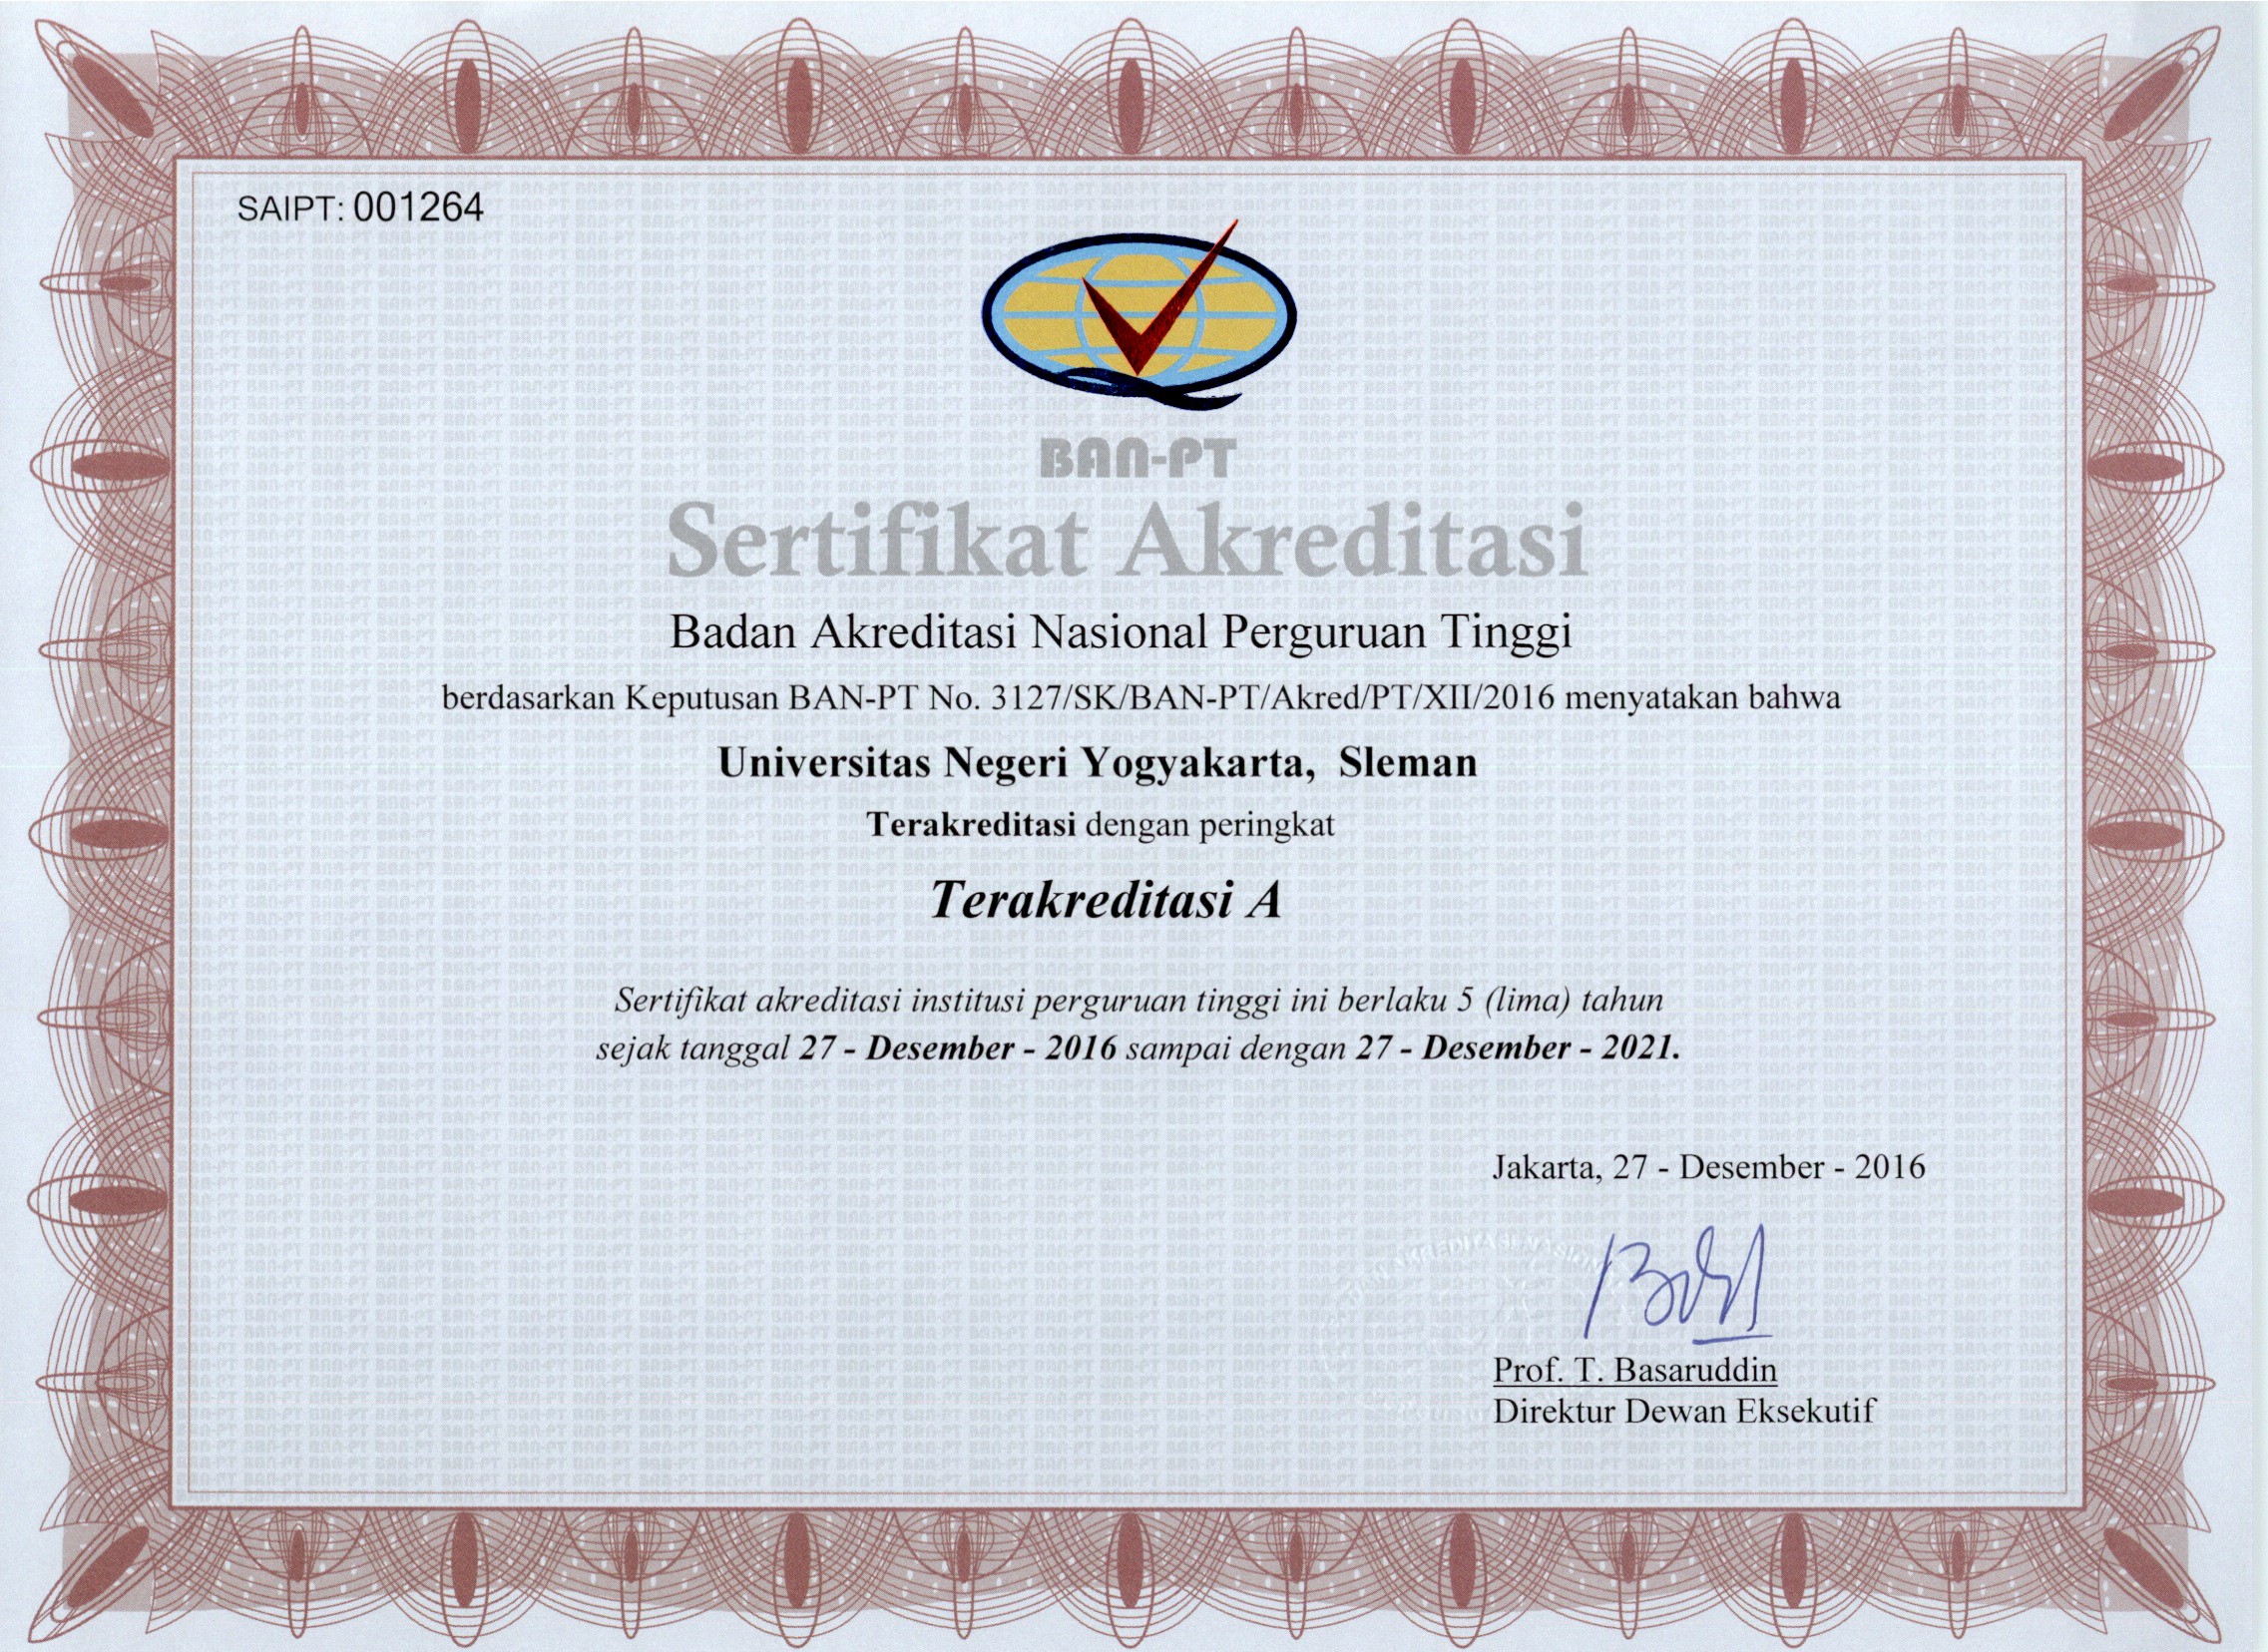 SAIPT: 001264
BAN-PT
Sertifikat Akreditasi
Badan Akreditasi Nasional Perguruan Tinggi
berdasarkan Keputusan BAN-PT No. 3127/SK/BAN-PT/Akred/PT/XII/2016 menyatakan bahwa
Universitas Negeri Yogyakarta, Sleman
Terakreditasi dengan peringkat
Terakreditasi A
Sertifikat akreditasi institusi perguruan tinggi ini berlaku 5 (lima) tahun
sejak tanggal 27 - Desember - 2016 sampai dengan 27 - Desember - 2021.
Jakarta, 27 - Desember - 2016
AKREDITASI NASIONAL
Prof. T. Basaruddin
Direktur Dewan Eksekutif